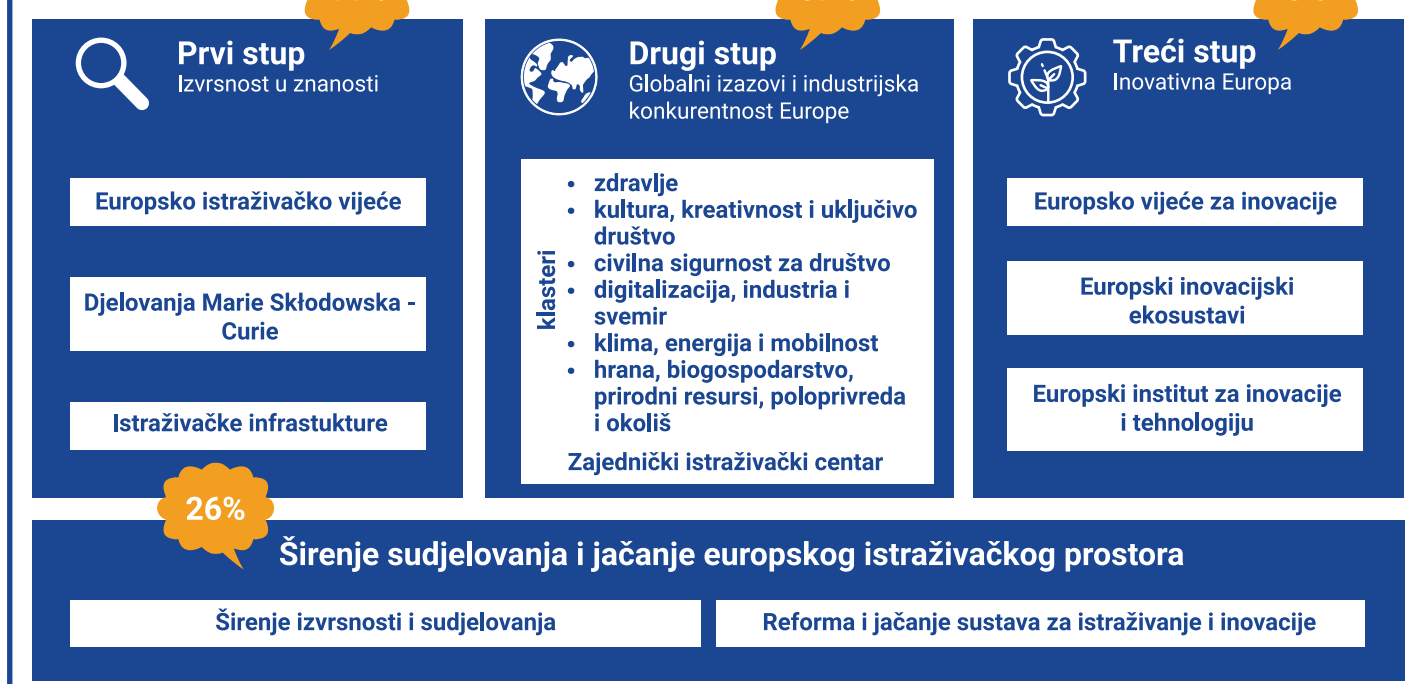 Prvi stup
Izvrsnost u znanosti
Europsko istraživačko vijeće
Djelovanja Marie Skłodowska -
Curie
Istraživačke infrastukture
Drugi stup
Globalni izazovi i industrijska
konkurentnost Europe
klasteri
• zdravlje
• kultura, kreativnost i uključivo
društvo
• civilna sigurnost za društvo
• digitalizacija, industria i
svemir
• klima, energija i mobilnost
• hrana, biogospodarstvo,
prirodni resursi, poloprivreda
i okoliš
Zajednički istraživački centar
Treći stup
Inovativna Europa
Europsko vijeće za inovacije
Europski inovacijski
ekosustavi
Europski institut za inovacije
i tehnologiju
26%
Širenje sudjelovanja i jačanje europskog istraživačkog prostora
Širenje izvrsnosti i sudjelovanja
Reforma i jačanje sustava za istraživanje i inovacije